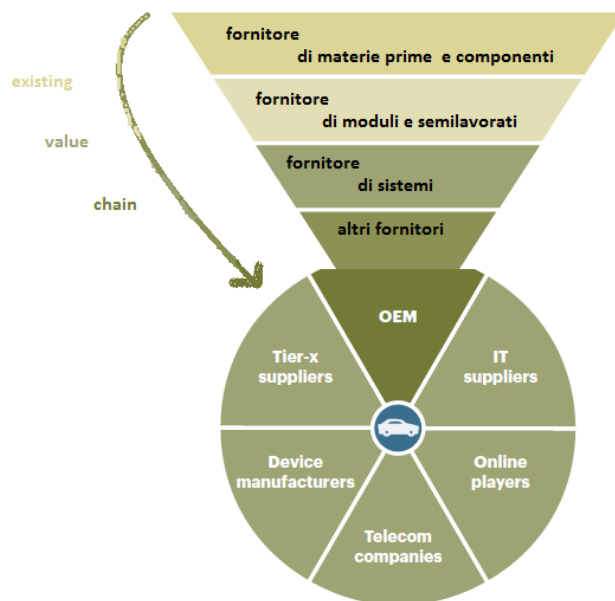 fornitore
di materie prime e componenti
existing
fornitore
di moduli e semilavorati
value
fornitore
di sistemi
chain
altri fornitori
OEM
Tier-x
suppliers
IT
suppliers
Device
manufacturers
Online
players
Telecom
companies